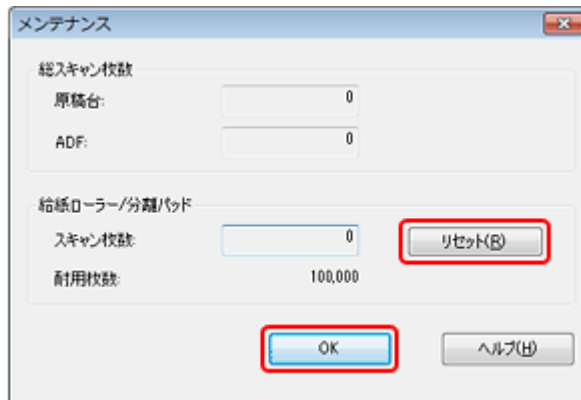 メンテナンス
総スキャン枚数
原稿台: 0
ADF: 0
給紙ローラー/分離パッド
スキャン枚数: 0 リセット(R)
耐用枚数: 100,000
OK ヘルプ(H)